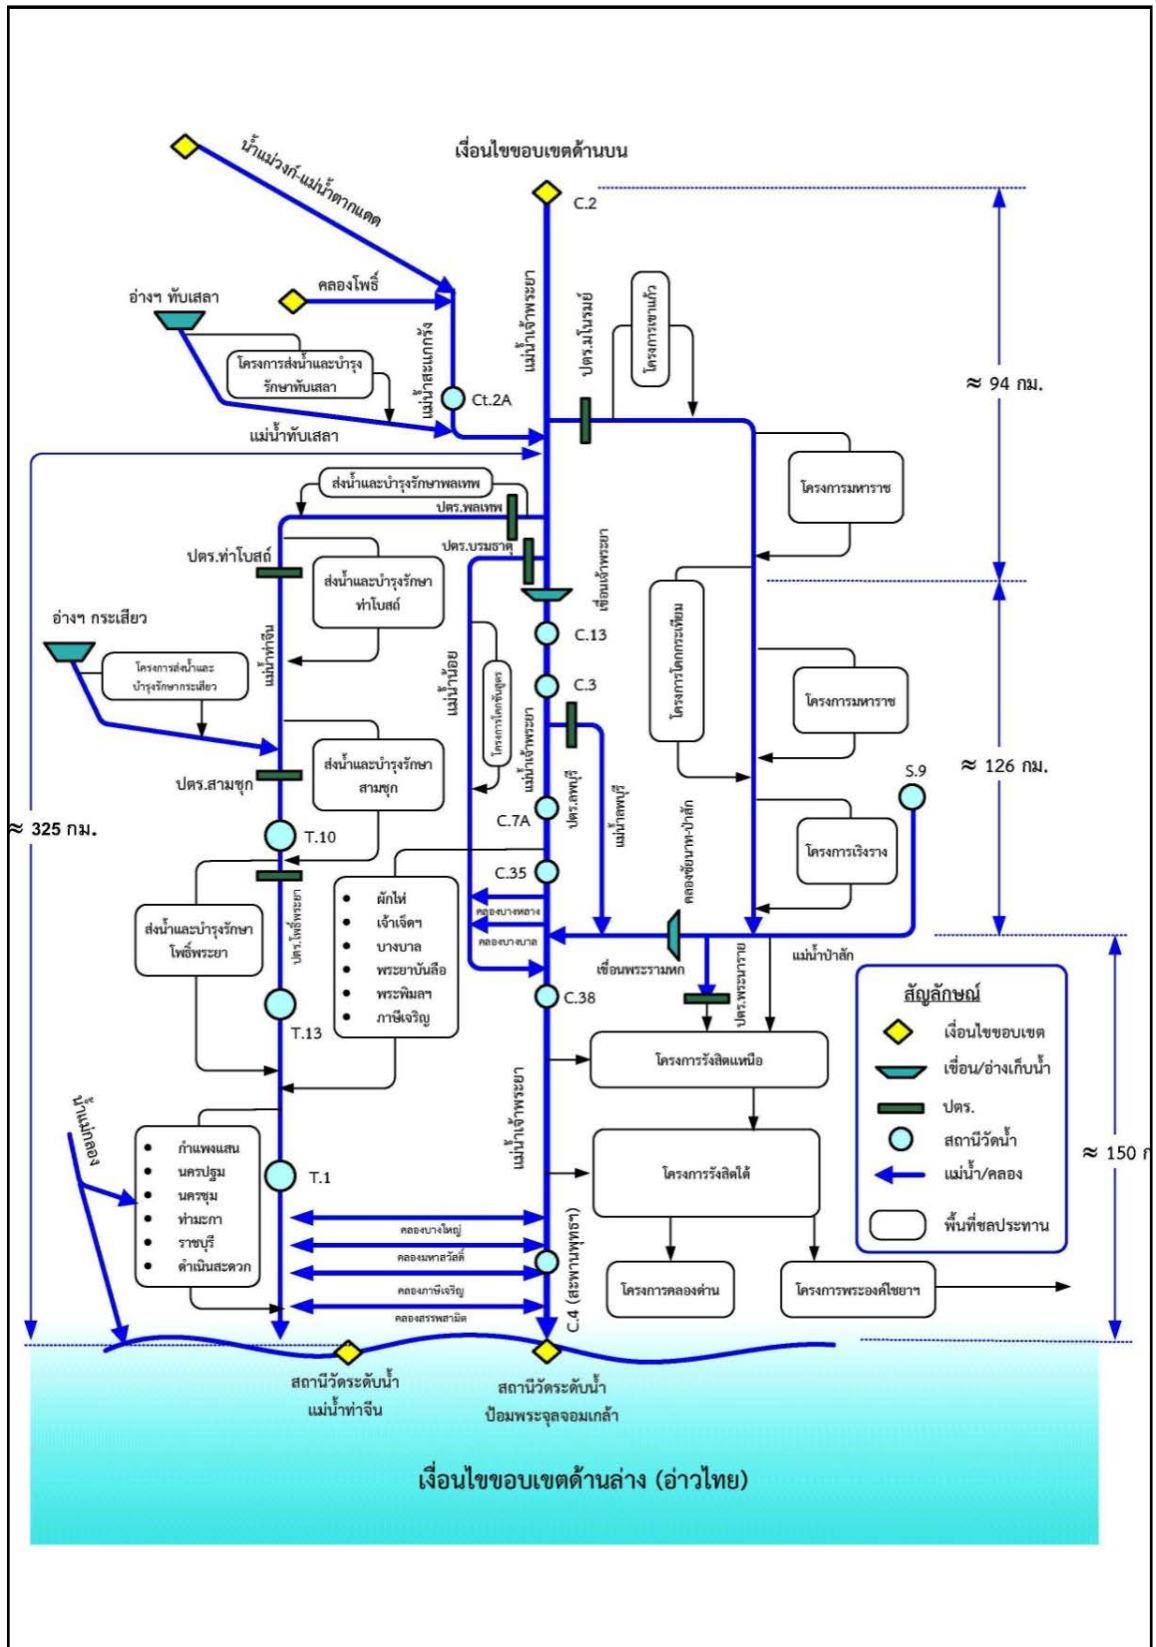 น้ำแม่วงก์-แม่น้ำตากแดด
เงื่อนไขขอบเขตด้านบน
C.2
คลองโพธิ์
อ่างฯ ทับเสลา
โครงการส่งน้ำและบำรุง
รักษาทับเสลา
แม่น้ำสะแกกรัง
Ct.2A
แม่น้ำทับเสลา
แม่น้ำเจ้าพระยา
ปตร.มโนรมย์
โครงการเขาแก้ว
≈ 94 กม.
โครงการมหาราช
ส่งน้ำและบำรุงรักษาพลเทพ
ปตร.พลเทพ
ปตร.บรมธาตุ
ปตร.ท่าโบสถ์
ส่งน้ำและบำรุงรักษา
ท่าโบสถ์
เขื่อนเจ้าพระยา
C.13
อ่างฯ กระเสียว
โครงการส่งน้ำและ
บำรุงรักษากระเสียว
แม่น้ำท่าจีน
แม่น้ำน้อย
โครงการโคกกระเทียม
C.3
โครงการมหาราช
แม่น้ำเจ้าพระยา
ปตร.ลพบุรี
แม่น้ำลพบุรี
ส่งน้ำและบำรุงรักษา
สามชุก
ปตร.สามชุก
≈ 126 กม.
S.9
C.7A
≈ 325 กม.
T.10
โครงการเริงราง
คลองชัยนาท-ป่าสัก
C.35
ปตร.โพธิ์พระยา
ส่งน้ำและบำรุงรักษา
โพธิ์พระยา
• ผักไห่
• เจ้าเจ็ดฯ
• บางบาล
• พระยาบันลือ
• พระพิมลฯ
• ภาษีเจริญ
คลองบางหลวง
คลองบางบาล
เขื่อนพระรามหก
แม่น้ำป่าสัก
C.38
T.13
ปตร.พระนาราย
สัญลักษณ์
เงื่อนไขขอบเขต
เขื่อน/อ่างเก็บน้ำ
ปตร.
สถานีวัดน้ำ
แม่น้ำ/คลอง
พื้นที่ชลประทาน
โครงการรังสิตเหนือ
แม่น้ำเจ้าพระยา
น้ำแม่กลอง
• กำแพงแสน
• นครปฐม
• นครชุม
• ท่ามะกา
• ราชบุรี
• ดำเนินสะดวก
T.1
โครงการรังสิตใต้
≈ 150 ก
คลองบางใหญ่
คลองมหาสวัสดิ์
คลองภาษีเจริญ
คลองสรรพสามิต
C.4 (สะพานพุทธฯ)
โครงการคลองด่าน
โครงการพระองค์ไชยาฯ
สถานีวัดระดับน้ำ
แม่น้ำท่าจีน
สถานีวัดระดับน้ำ
ป้อมพระจุลจอมเกล้า
เงื่อนไขขอบเขตด้านล่าง (อ่าวไทย)